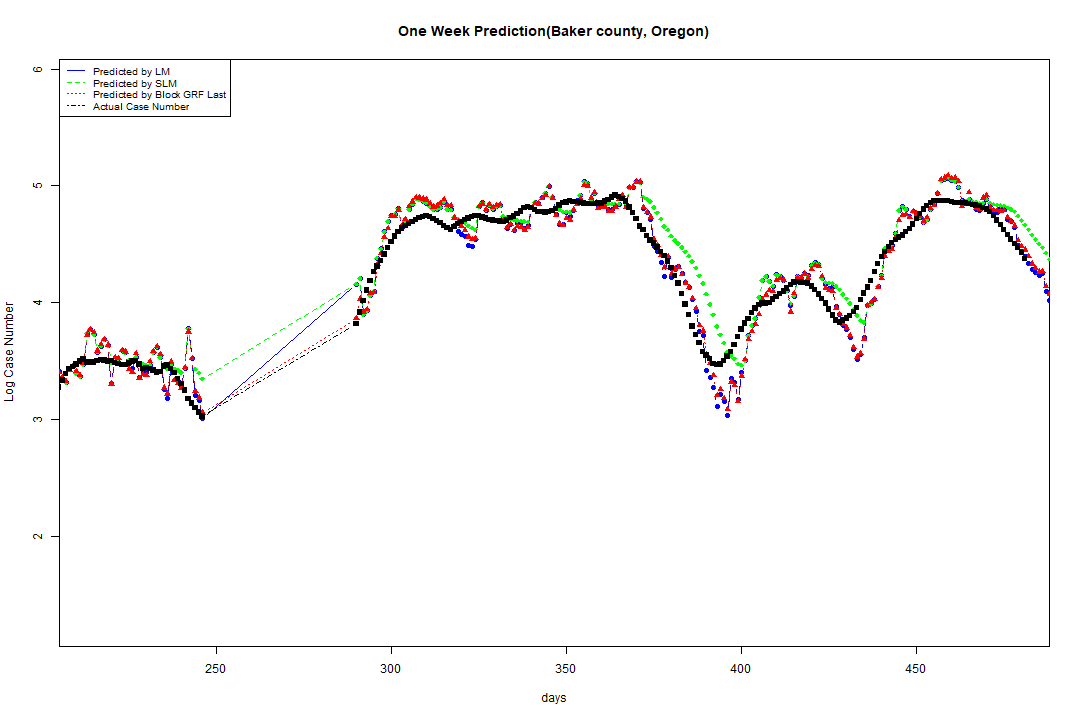 One Week Prediction(Baker county, Oregon)
Predicted by LM
Predicted by SLM
Predicted by Block GRF Last
Actual Case Number
Log Case Number
6
5
4
3
2
250 300 350 400 450
days